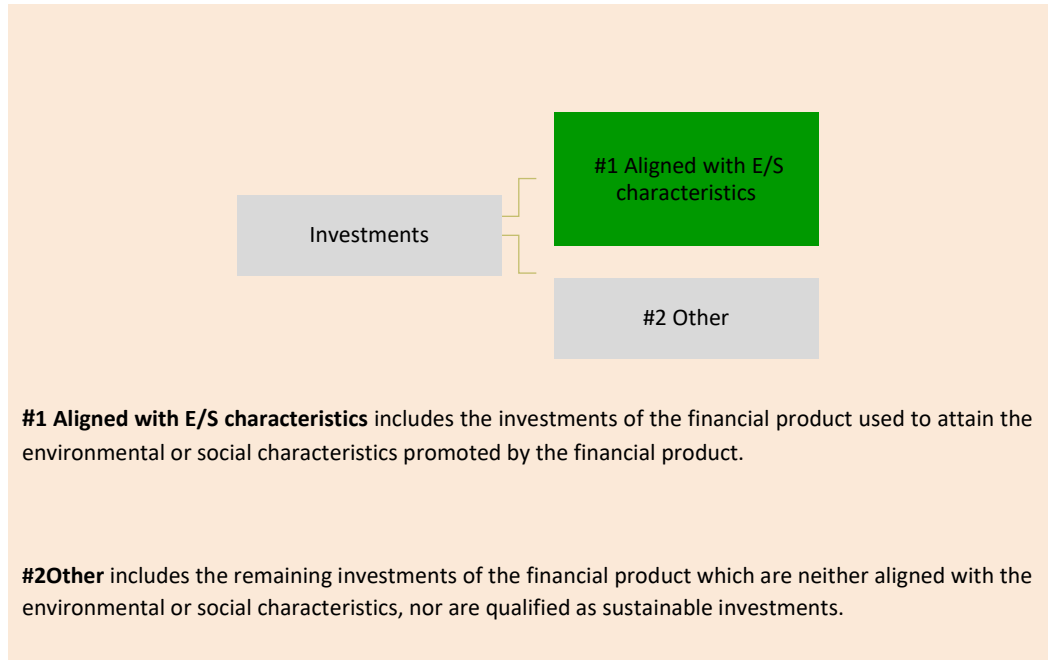 #1 Aligned with E/S
characteristics
Investments
#2 Other
#1 Aligned with E/S characteristics includes the investments of the financial product used to attain the
environmental or social characteristics promoted by the financial product.
#2Other includes the remaining investments of the financial product which are neither aligned with the
environmental or social characteristics, nor are qualified as sustainable investments.